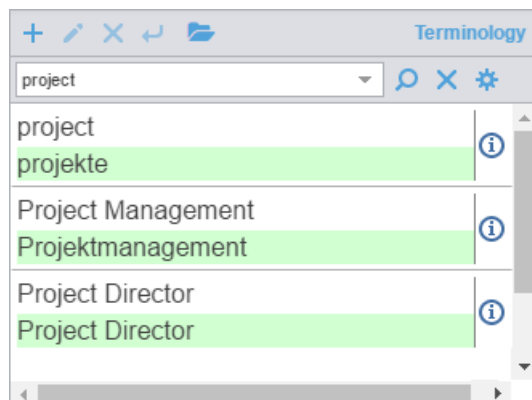 Terminology
project
project
projekte
Project Management
Projektmanagement
Project Director
Project Director